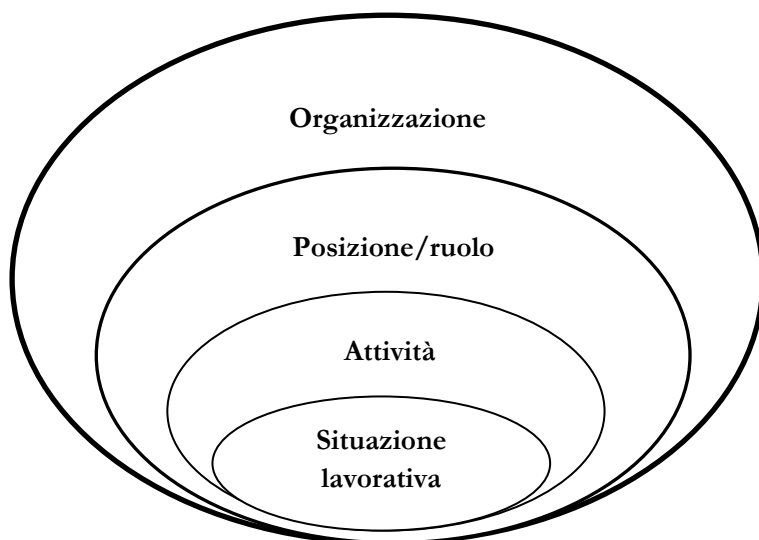 Organizzazione
Posizione/ruolo
Attività
Situazione
lavorativa